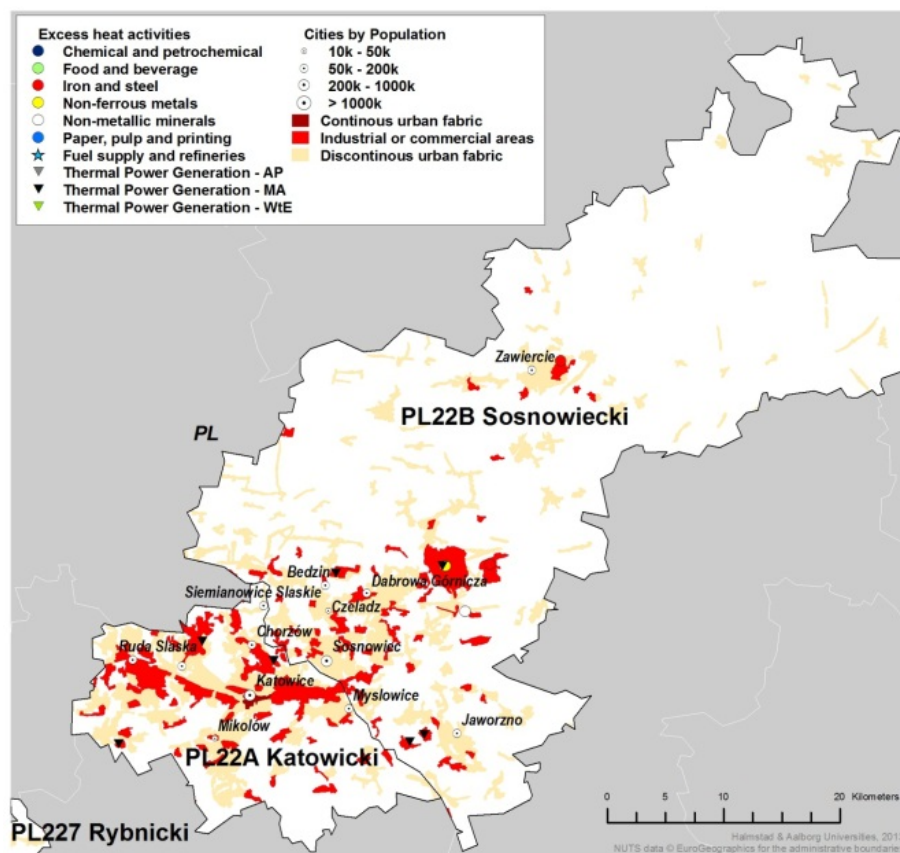 Excess heat activities
Chemical and petrochemical
Food and beverage
Iron and steel
Non-ferrous metals
Non-metallic minerals
Paper, pulp and printing
Fuel supply and refineries
Thermal Power Generation - AP
Thermal Power Generation - MA
Thermal Power Generation - WtE
Cities by Population
10k - 50k
50k - 200k
200k - 1000k
> 1000k
Continous urban fabric
Industrial or commercial areas
Discontinous urban fabric
Zawiercie
PL22B Sosnowiecki
PL
Bedzin
Dabrowa Górnicza
Siemianowice Slaskie
Czeladz
Chorzów
Ruda Slaska
Sosnowiec
Katowice
Myslowice
Mikolów
Jaworzno
PL22A Katowicki
PL227 Rybnicki
0 5 10 20 Kilometers
Halmstad & Aalborg Universities, 201
NUTS data © EuroGeographics for the administrative boundarie